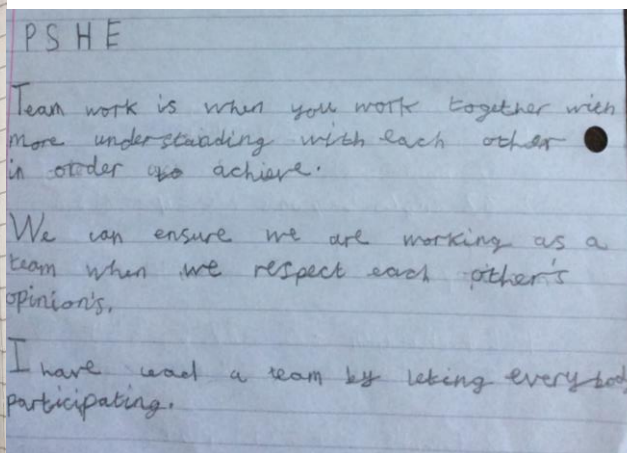 PSHE
Team work is when you work together with
more understanding with each other
in order to achieve.
We can ensure we are working as a
team when we respect each other's
opinion's.
I have lead a team by leting everybod
participating.